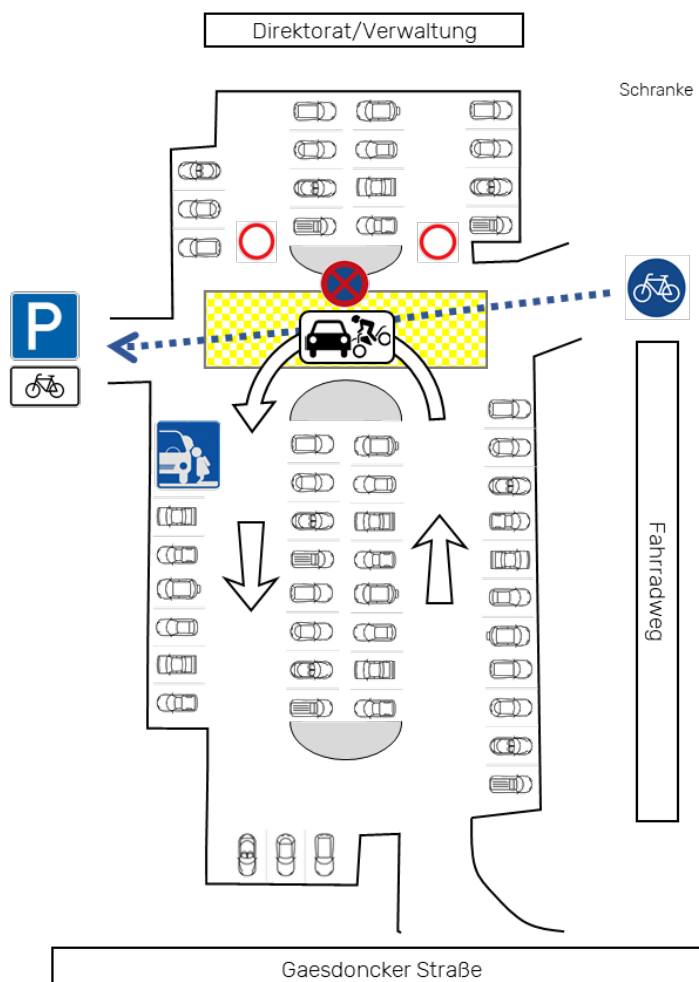 Direktorat/Verwaltung
Schranke
P
Fahrradweg
Gaesdoncker Straße